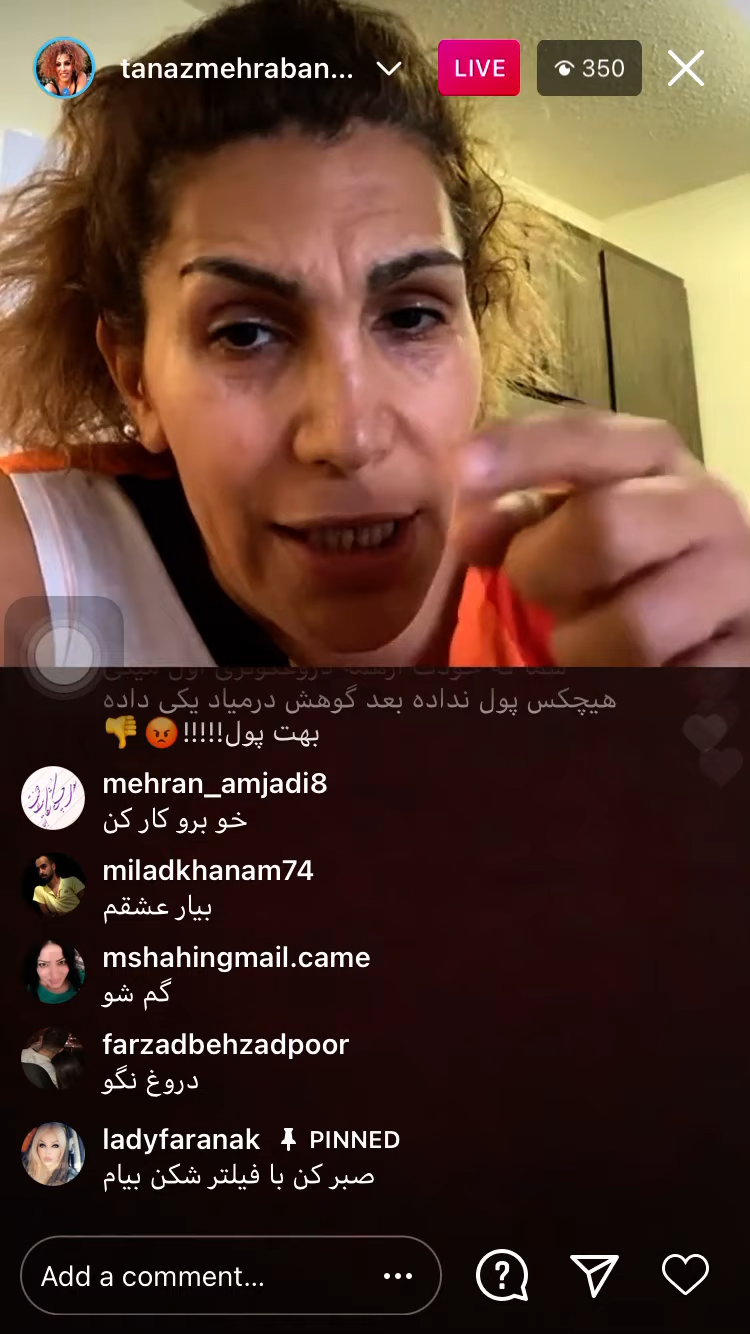 tanazmehraban...
LIVE
350
هیچکس پول نداده بعد گوهش درمیاد یکی داده
بهت پول!!!!!😡👎
mehran_amjadi8
خو برو کار کن
miladkhanam74
بیار عشقم
mshahingmail.came
گم شو
farzadbehzadpoor
دروغ نگو
ladyfaranak PINNED
صبر کن با فیلتر شکن بیام
Add a comment...